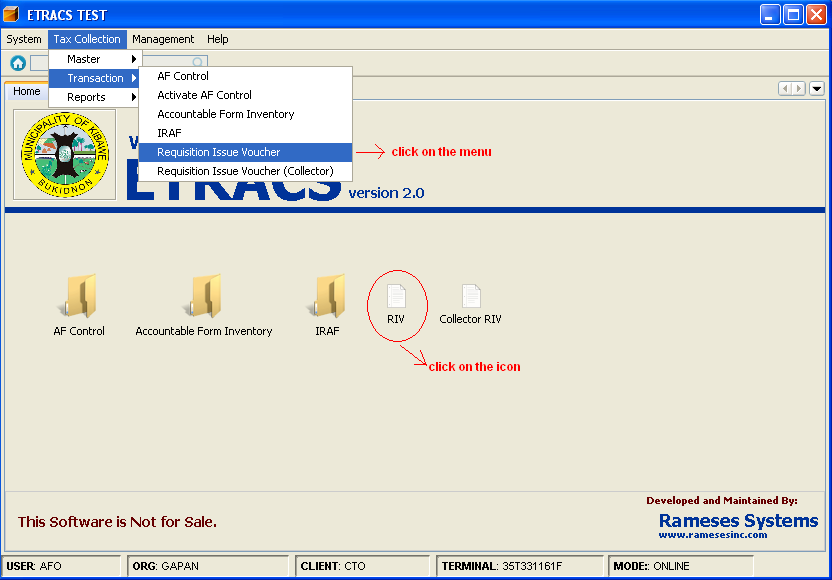 ETRACS TEST
System Tax Collection Management Help
Master
Transaction
Reports
AF Control
Activate AF Control
Accountable Form Inventory
IRAF
Requisition Issue Voucher
Requisition Issue Voucher (Collector)
click on the menu
Home
MUNICIPALITY OF KIBAWE
BUKIDNON
ETRACS version 2.0
AF Control
Accountable Form Inventory
IRAF
RIV
Collector RIV
click on the icon
This Software is Not for Sale.
Developed and Maintained By:
Rameses Systems
www.ramesesinc.com
USER: AFO ORG: GAPAN CLIENT: CTO TERMINAL: 35T331161F MODE:: ONLINE